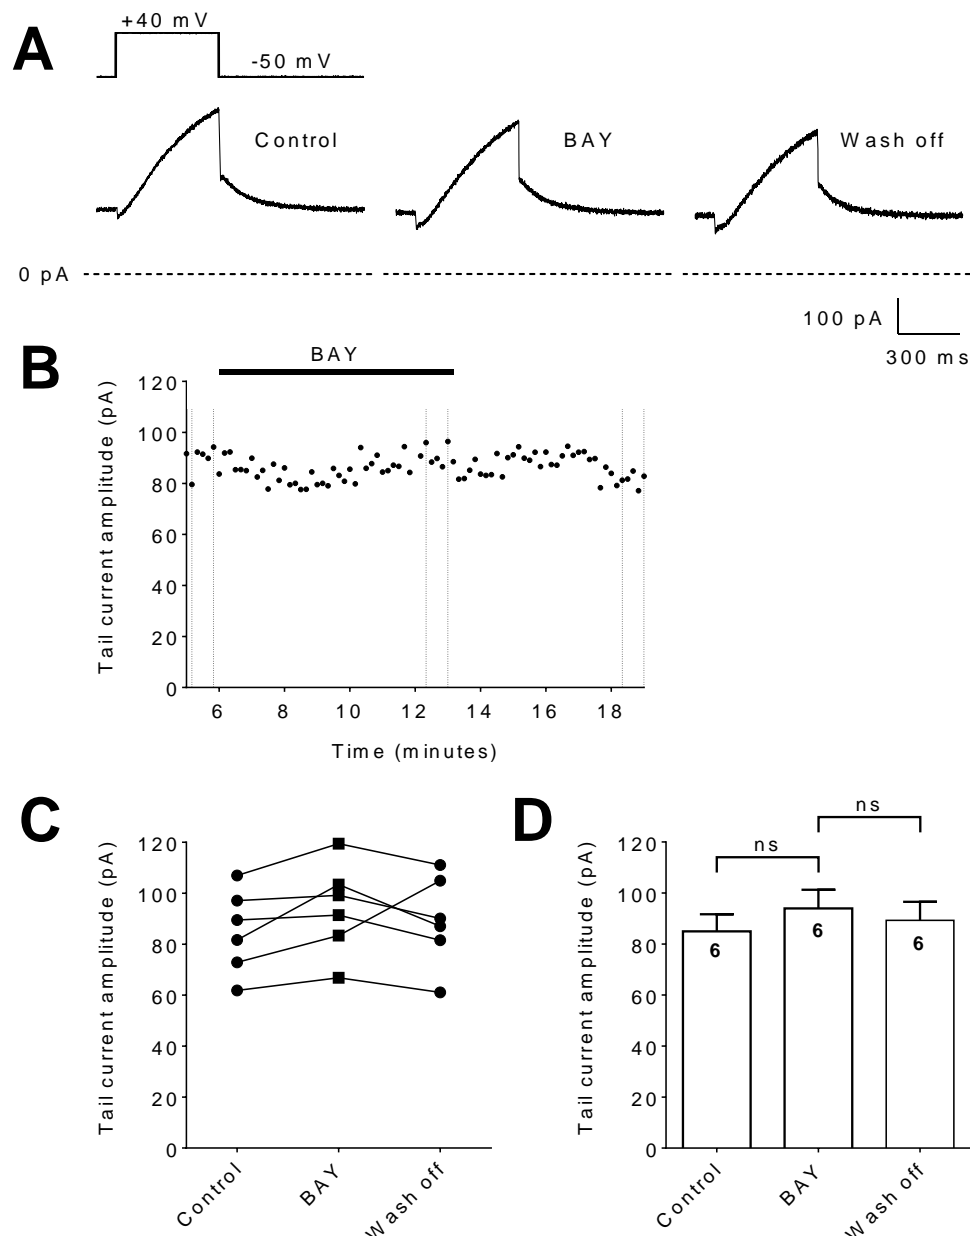 A
+40 mV
-50 mV
Control
BAY
Wash off
0 pA
100 pA
300 ms
B
BAY
Tail current amplitude (pA)
120
100
80
60
40
20
0
6 8 10 12 14 16 18
Time (minutes)
C
Tail current amplitude (pA)
120
100
80
60
40
20
0
Control
BAY
Wash off
D
Tail current amplitude (pA)
120
100
80
60
40
20
0
ns
ns
6
6
6
Control
BAY
Wash off